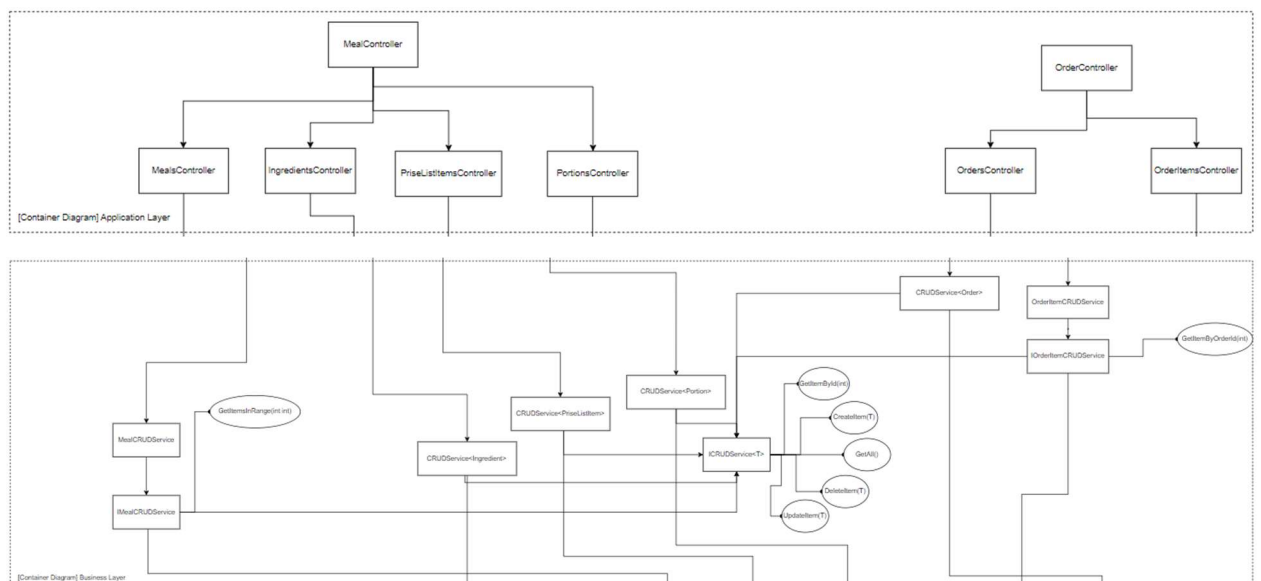 MealController
OrderController
MealsController
IngredientsController
PriseListItemsController
PortionsController
OrdersController
OrderItemsController
[Container Diagram] Application Layer
CRUDService<Order>
OrderItemCRUDService
IOrderItemCRUDService
GetItemByOrderId(int)
CRUDService<Portion>
GetItemById(int)
GetItemsInRange(int int)
CRUDService<PriseListItem>
CreateItem(T)
MealCRUDService
CRUDService<Ingredient>
ICRUDService<T>
GetAll()
DeleteItem(T)
IMealCRUDService
UpdateItem(T)
[Container Diagram] Business Layer